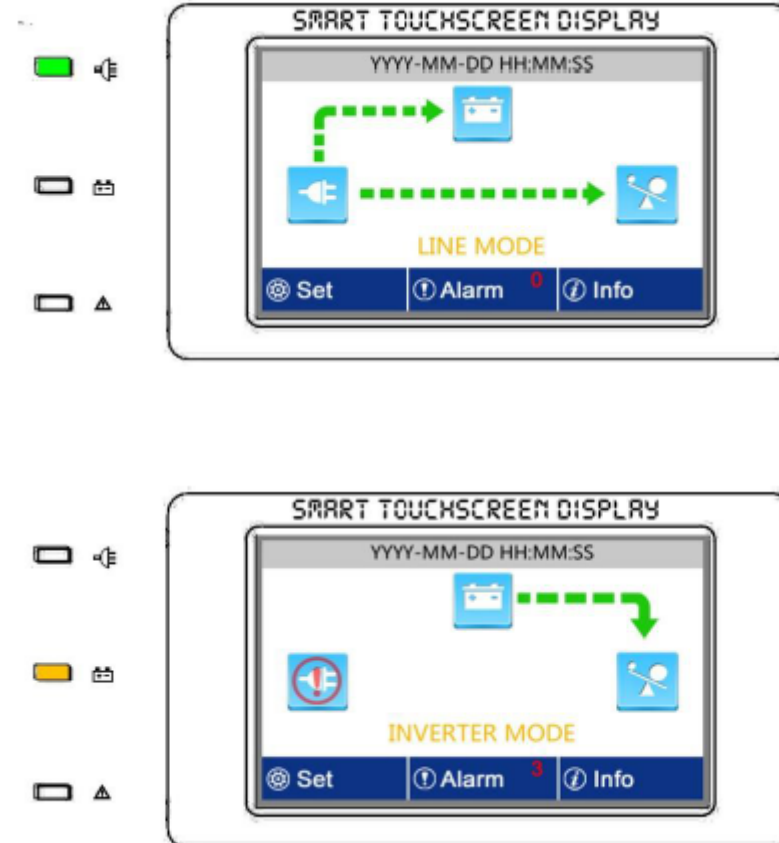 SMART TOUCHSCREEN DISPLAY
YYYY-MM-DD HH:MM:SS
LINE MODE
Set Alarm 0 Info
SMART TOUCHSCREEN DISPLAY
YYYY-MM-DD HH:MM:SS
INVERTER MODE
Set Alarm 3 Info